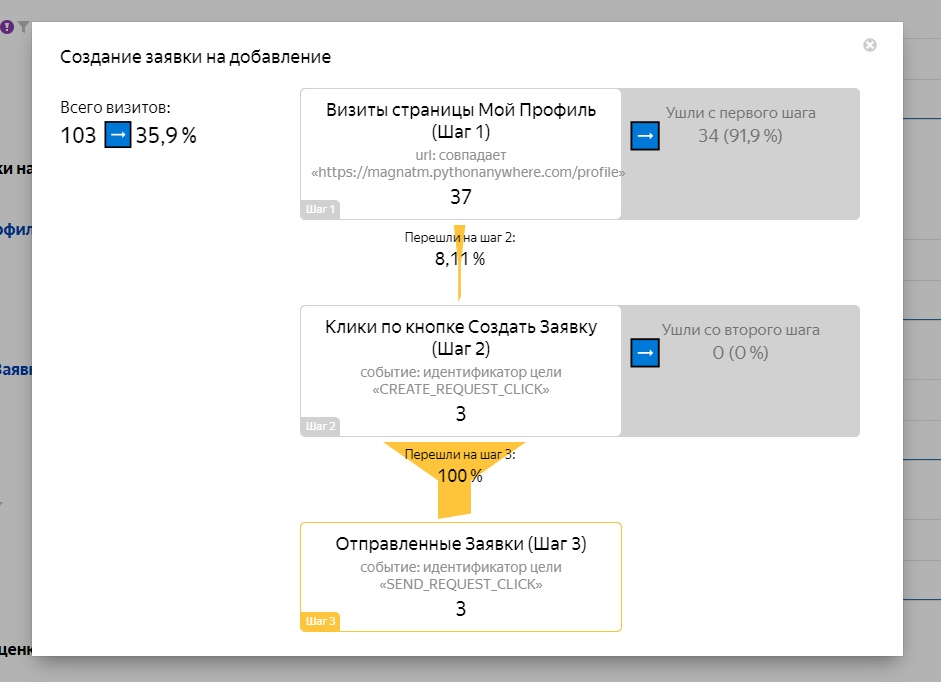 Создание заявки на добавление
Всего визитов:
103 → 35,9 %
Визиты страницы Мой Профиль
(Шаг 1)
url: совпадает
«https://magnatm.pythonanywhere.com/profile»
37
Шаг 1
Ушли с первого шага
→ 34 (91,9 %)
Перешли на шаг 2:
8,11 %
Клики по кнопке Создать Заявку
(Шаг 2)
событие: идентификатор цели
«CREATE_REQUEST_CLICK»
3
Шаг 2
Ушли со второго шага
→ 0 (0 %)
Перешли на шаг 3:
100 %
Отправленные Заявки (Шаг 3)
событие: идентификатор цели
«SEND_REQUEST_CLICK»
3
Шаг 3